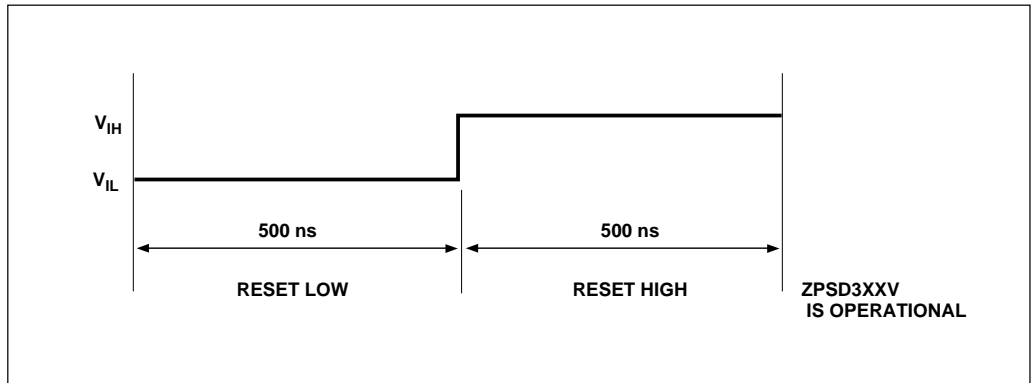 VIH
VIL
500 ns
500 ns
RESET LOW
RESET HIGH
ZPSD3XXV
IS OPERATIONAL